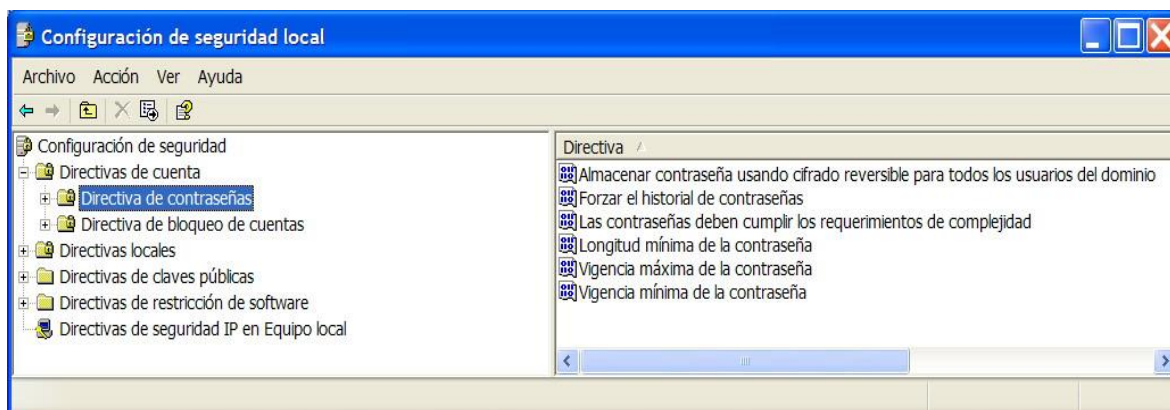 Configuración de seguridad local
Archivo Acción Ver Ayuda
Configuración de seguridad
Directivas de cuenta
Directiva de contraseñas
Directiva de bloqueo de cuentas
Directivas locales
Directivas de claves públicas
Directivas de restricción de software
Directivas de seguridad IP en Equipo local
Directiva
Almacenar contraseña usando cifrado reversible para todos los usuarios del dominio
Forzar el historial de contraseñas
Las contraseñas deben cumplir los requerimientos de complejidad
Longitud mínima de la contraseña
Vigencia máxima de la contraseña
Vigencia mínima de la contraseña